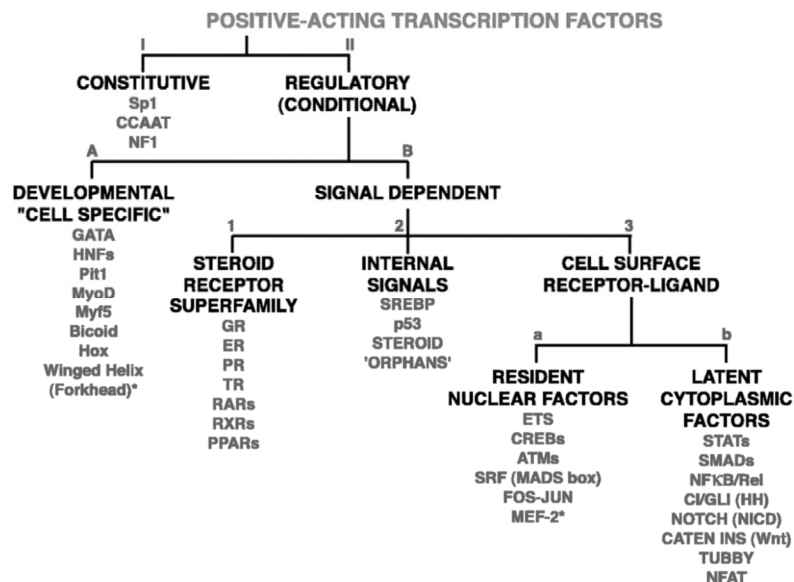 POSITIVE-ACTING TRANSCRIPTION FACTORS
I
II
CONSTITUTIVE
Sp1
CCAAT
NF1
REGULATORY
(CONDITIONAL)
A
B
DEVELOPMENTAL
"CELL SPECIFIC"
GATA
HNFs
Pit1
MyoD
Myf5
Bicoid
Hox
Winged Helix
(Forkhead)*
SIGNAL DEPENDENT
1
2
3
STEROID
RECEPTOR
SUPERFAMILY
GR
ER
PR
TR
RARs
RXRs
PPARs
INTERNAL
SIGNALS
SREBP
p53
STEROID
'ORPHANS'
CELL SURFACE
RECEPTOR-LIGAND
a
b
RESIDENT
NUCLEAR FACTORS
ETS
CREBs
ATMs
SRF (MADS box)
FOS-JUN
MEF-2*
LATENT
CYTOPLASMIC
FACTORS
STATs
SMADs
NFκB/Rel
CI/GLI (HH)
NOTCH (NICD)
CATEN INS (Wnt)
TUBBY
NFAT